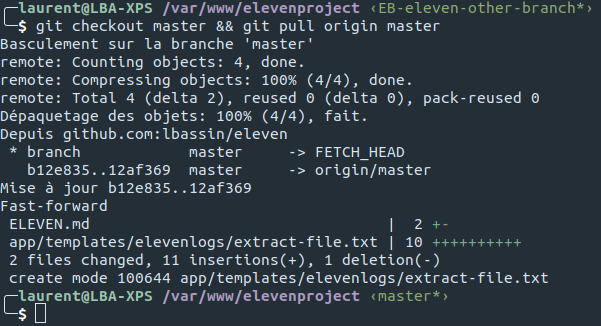 ╭─laurent@LBA-XPS /var/www/elevenproject ‹EB-eleven-other-branch*›
╰─$ git checkout master && git pull origin master
Basculement sur la branche 'master'
remote: Counting objects: 4, done.
remote: Compressing objects: 100% (4/4), done.
remote: Total 4 (delta 2), reused 0 (delta 0), pack-reused 0
Dépaquetage des objets: 100% (4/4), fait.
Depuis github.com:lbassin/eleven
 * branch            master     -> FETCH_HEAD
   b12e835..12af369  master     -> origin/master
Mise à jour b12e835..12af369
Fast-forward
 ELEVEN.md                                   |  2 +-
 app/templates/elevenlogs/extract-file.txt | 10 ++++++++++
 2 files changed, 11 insertions(+), 1 deletion(-)
 create mode 100644 app/templates/elevenlogs/extract-file.txt
╭─laurent@LBA-XPS /var/www/elevenproject ‹master*›
╰─$